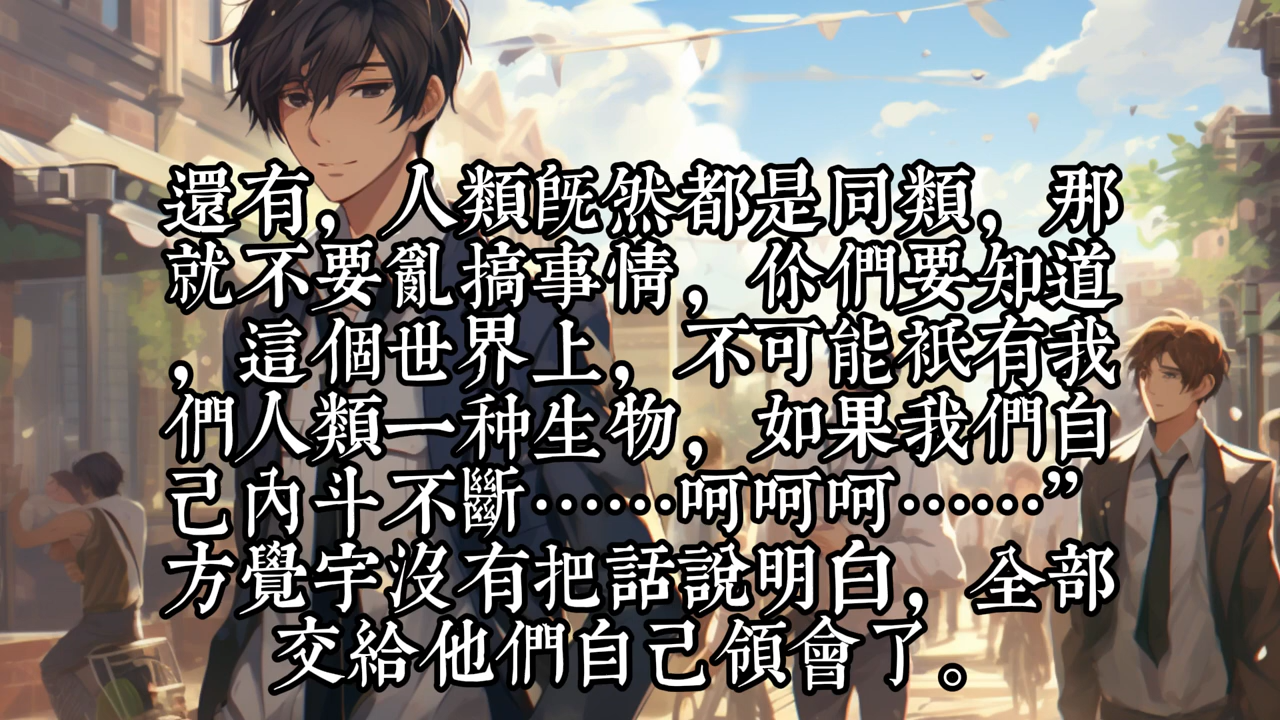 還有，人類既然都是同類，那
就不要亂搞事情，你們要知道
，這個世界上，不可能衹有我
們人類一种生物，如果我們自
己內斗不斷……呵呵呵……”
方覺宇沒有把話說明白，全部
交給他們自己領會了。